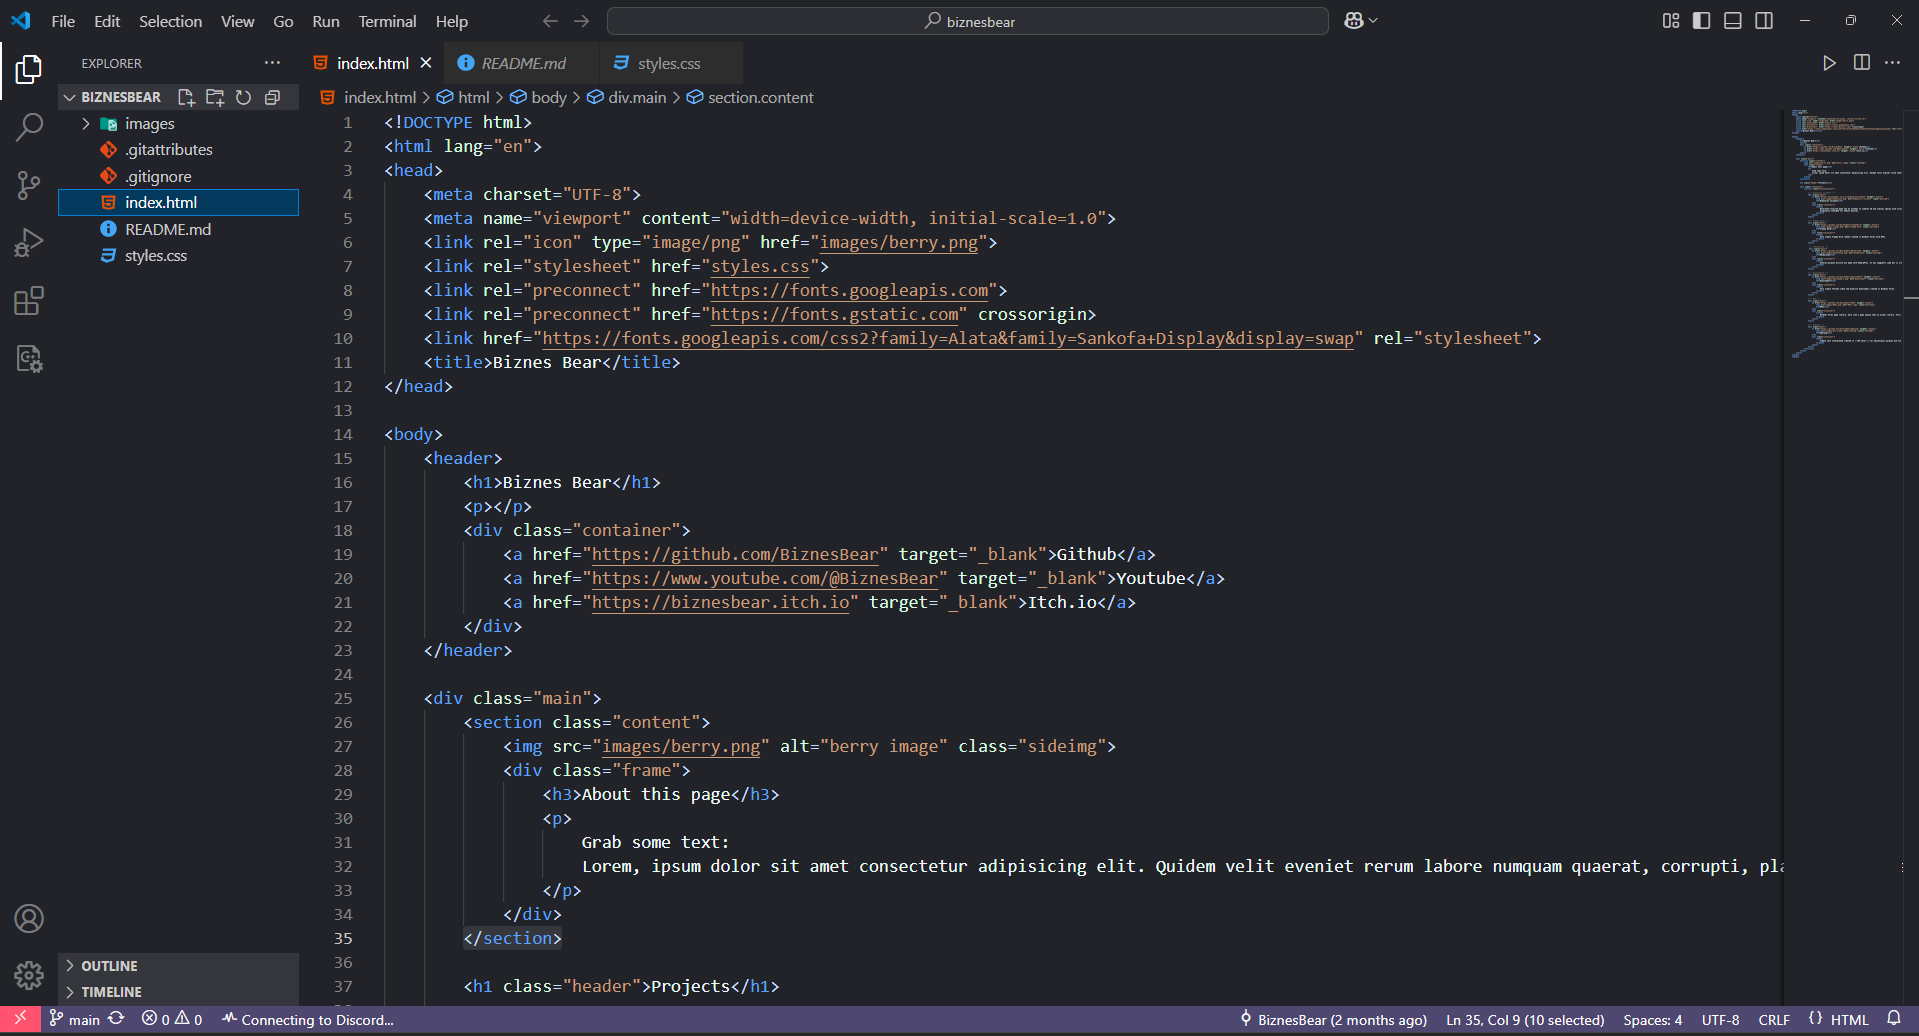 File Edit Selection View Go Run Terminal Help
biznesbear
EXPLORER
index.html
README.md
styles.css
BIZNESBEAR
index.html > html > body > div.main > section.content
images
.gitattributes
.gitignore
index.html
README.md
styles.css
1 <!DOCTYPE html>
2 <html lang="en">
3 <head>
4 <meta charset="UTF-8">
5 <meta name="viewport" content="width=device-width, initial-scale=1.0">
6 <link rel="icon" type="image/png" href="images/berry.png">
7 <link rel="stylesheet" href="styles.css">
8 <link rel="preconnect" href="https://fonts.googleapis.com">
9 <link rel="preconnect" href="https://fonts.gstatic.com" crossorigin>
10 <link href="https://fonts.googleapis.com/css2?family=Alata&family=Sankofa+Display&display=swap" rel="stylesheet">
11 <title>Biznes Bear</title>
12 </head>
13
14 <body>
15 <header>
16 <h1>Biznes Bear</h1>
17 <p></p>
18 <div class="container">
19 <a href="https://github.com/BiznesBear" target="_blank">Github</a>
20 <a href="https://www.youtube.com/@BiznesBear" target="_blank">Youtube</a>
21 <a href="https://biznesbear.itch.io" target="_blank">Itch.io</a>
22 </div>
23 </header>
24
25 <div class="main">
26 <section class="content">
27 <img src="images/berry.png" alt="berry image" class="sideimg">
28 <div class="frame">
29 <h3>About this page</h3>
30 <p>
31 Grab some text:
32 Lorem, ipsum dolor sit amet consectetur adipisicing elit. Quidem velit eveniet rerum labore numquam quaerat, corrupti, pla
33 </p>
34 </div>
35 </section>
36
37 <h1 class="header">Projects</h1>
OUTLINE
TIMELINE
main 0 0 Connecting to Discord... BiznesBear (2 months ago) Ln 35, Col 9 (10 selected) Spaces: 4 UTF-8 CRLF {} HTML